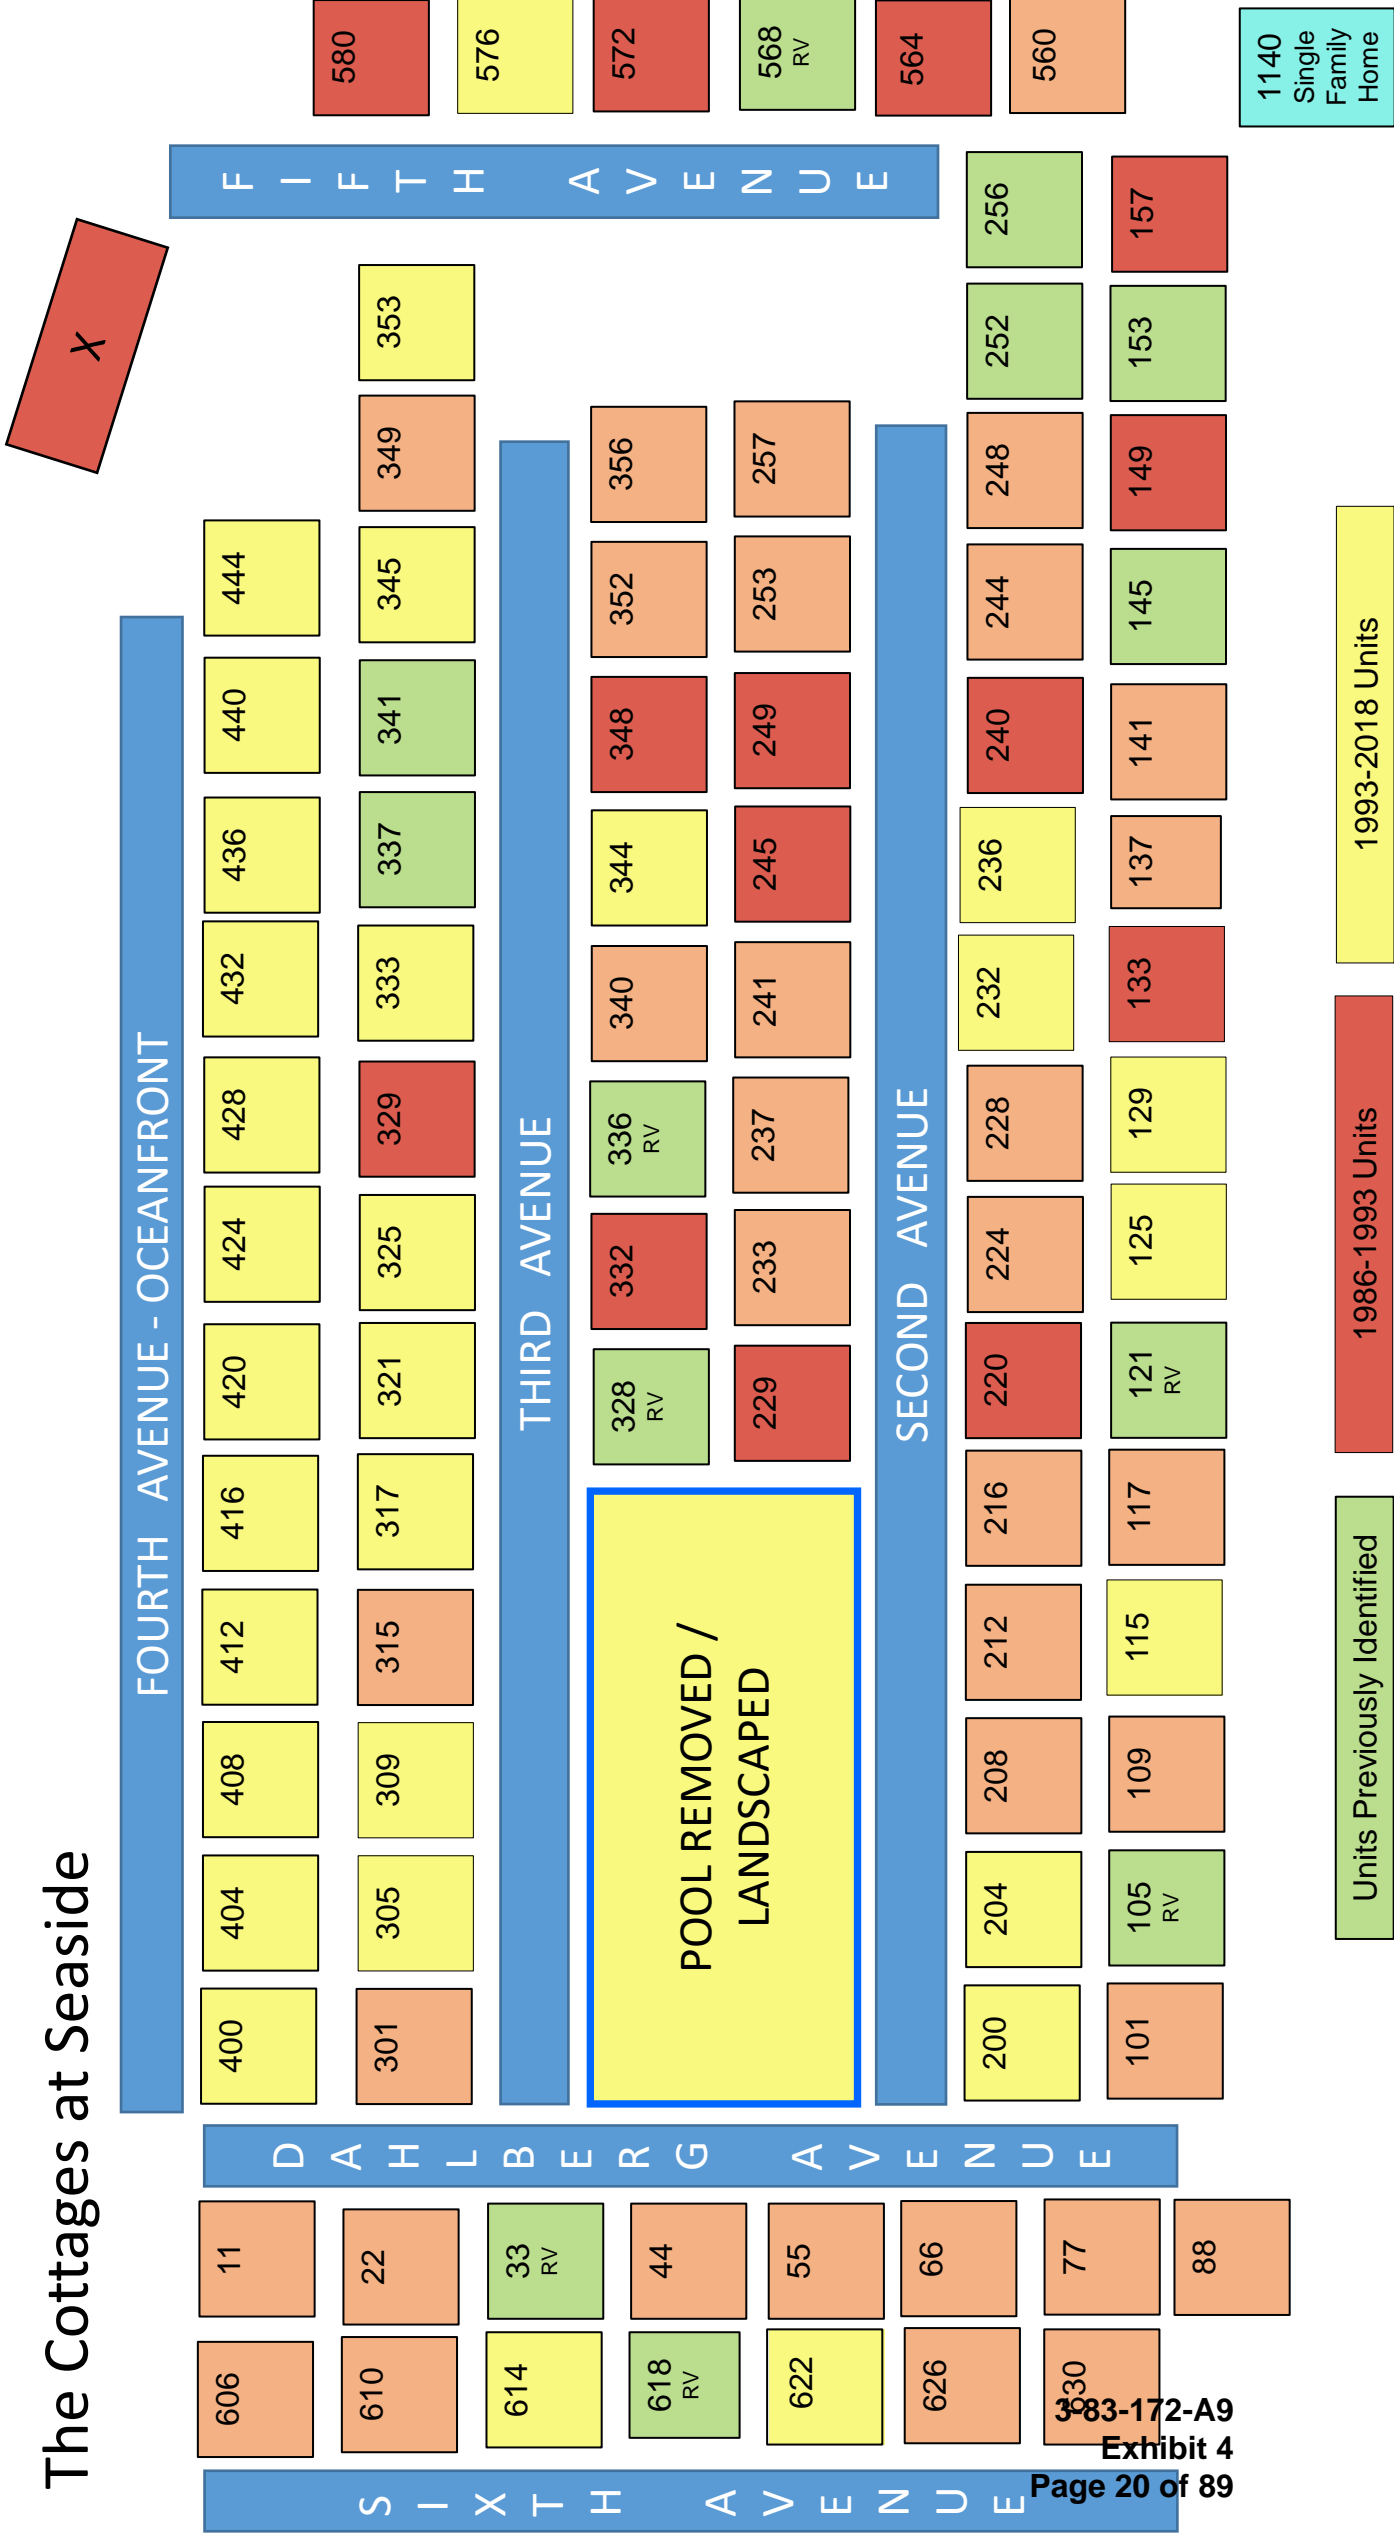 The Cottages at Seaside
SIXTH AVENUE
606
610
614
618
RV
622
626
630
11
22
33
RV
44
55
66
77
88
DAHLBERG AVENUE
X
FOURTH AVENUE - OCEANFRONT
400 404 408 412 416 420 424 428 432 436 440 444
301 305 309 315 317 321 325 329 333 337 341 345 349 353
THIRD AVENUE
POOL REMOVED /
LANDSCAPED
328 332 336 340 344 348 352 356
RV RV
229 233 237 241 245 249 253 257
SECOND AVENUE
200 204 208 212 216 220 224 228 232 236 240 244 248 252 256
101 105 109 115 117 121 125 129 133 137 141 145 149 153 157
RV RV
FIFTH AVENUE
580
576
572
568
RV
564
560
1140
Single
Family
Home
Units Previously Identified
1986-1993 Units
1993-2018 Units
3-83-172-A9
Exhibit 4
Page 20 of 89